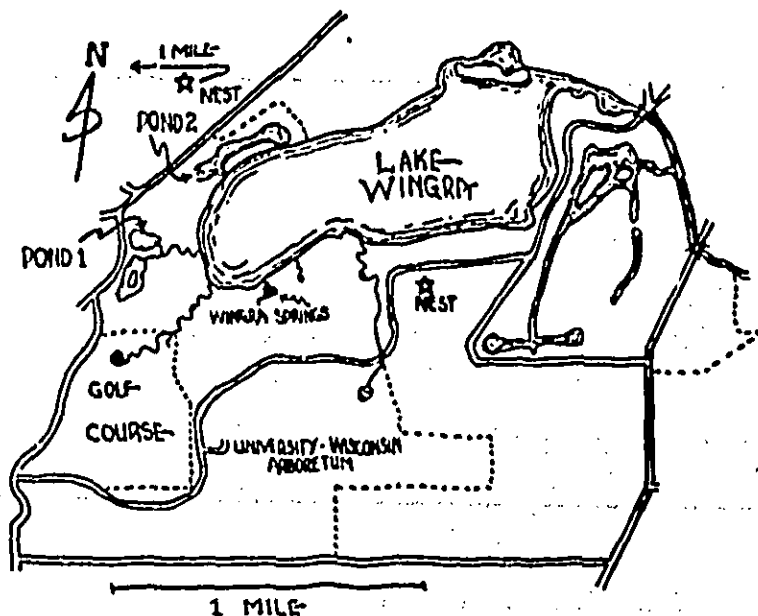 N
1 MILE
NEST
POND 2
LAKE
WINGRA
POND 1
WINGRA SPRINGS
NEST
GOLF
COURSE
UNIVERSITY-WISCONSIN
ARBORETUM
1 MILE